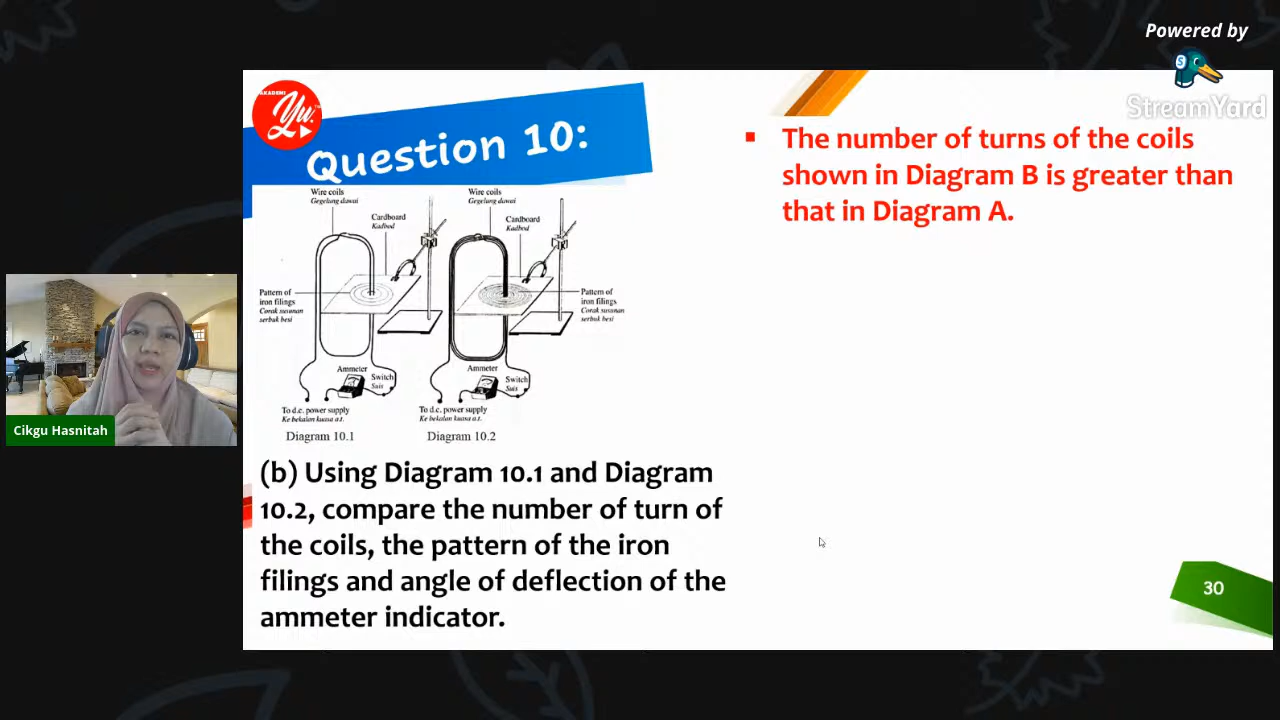 Powered by
StreamYard
AKADEMI
Yu.
Question 10:
Wire coils
Gegelung dawai
Cardboard
Kadbod
Pattern of
iron filings
Corak susunan
serbuk besi
Ammeter
Switch
Suis
To d.c. power supply
Ke bekalan kuasa a.t.
Diagram 10.1
Wire coils
Gegelung dawai
Cardboard
Kadbod
Pattern of
iron filings
Corak susunan
serbuk besi
Ammeter
Switch
Suis
To d.c. power supply
Ke bekalan kuasa a.t.
Diagram 10.2
(b) Using Diagram 10.1 and Diagram
10.2, compare the number of turn of
the coils, the pattern of the iron
filings and angle of deflection of the
ammeter indicator.
▪ The number of turns of the coils
shown in Diagram B is greater than
that in Diagram A.
30
Cikgu Hasnitah